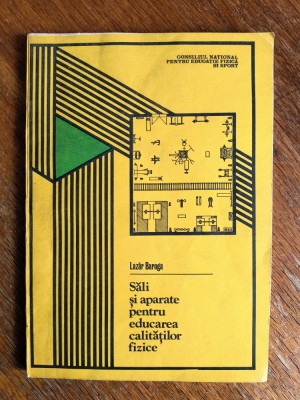 CONSILIUL NAȚIONAL
PENTRU EDUCAȚIE FIZICĂ
ȘI SPORT
Lazăr Baroga
Săli
și aparate
pentru
educarea
calităților
fizice